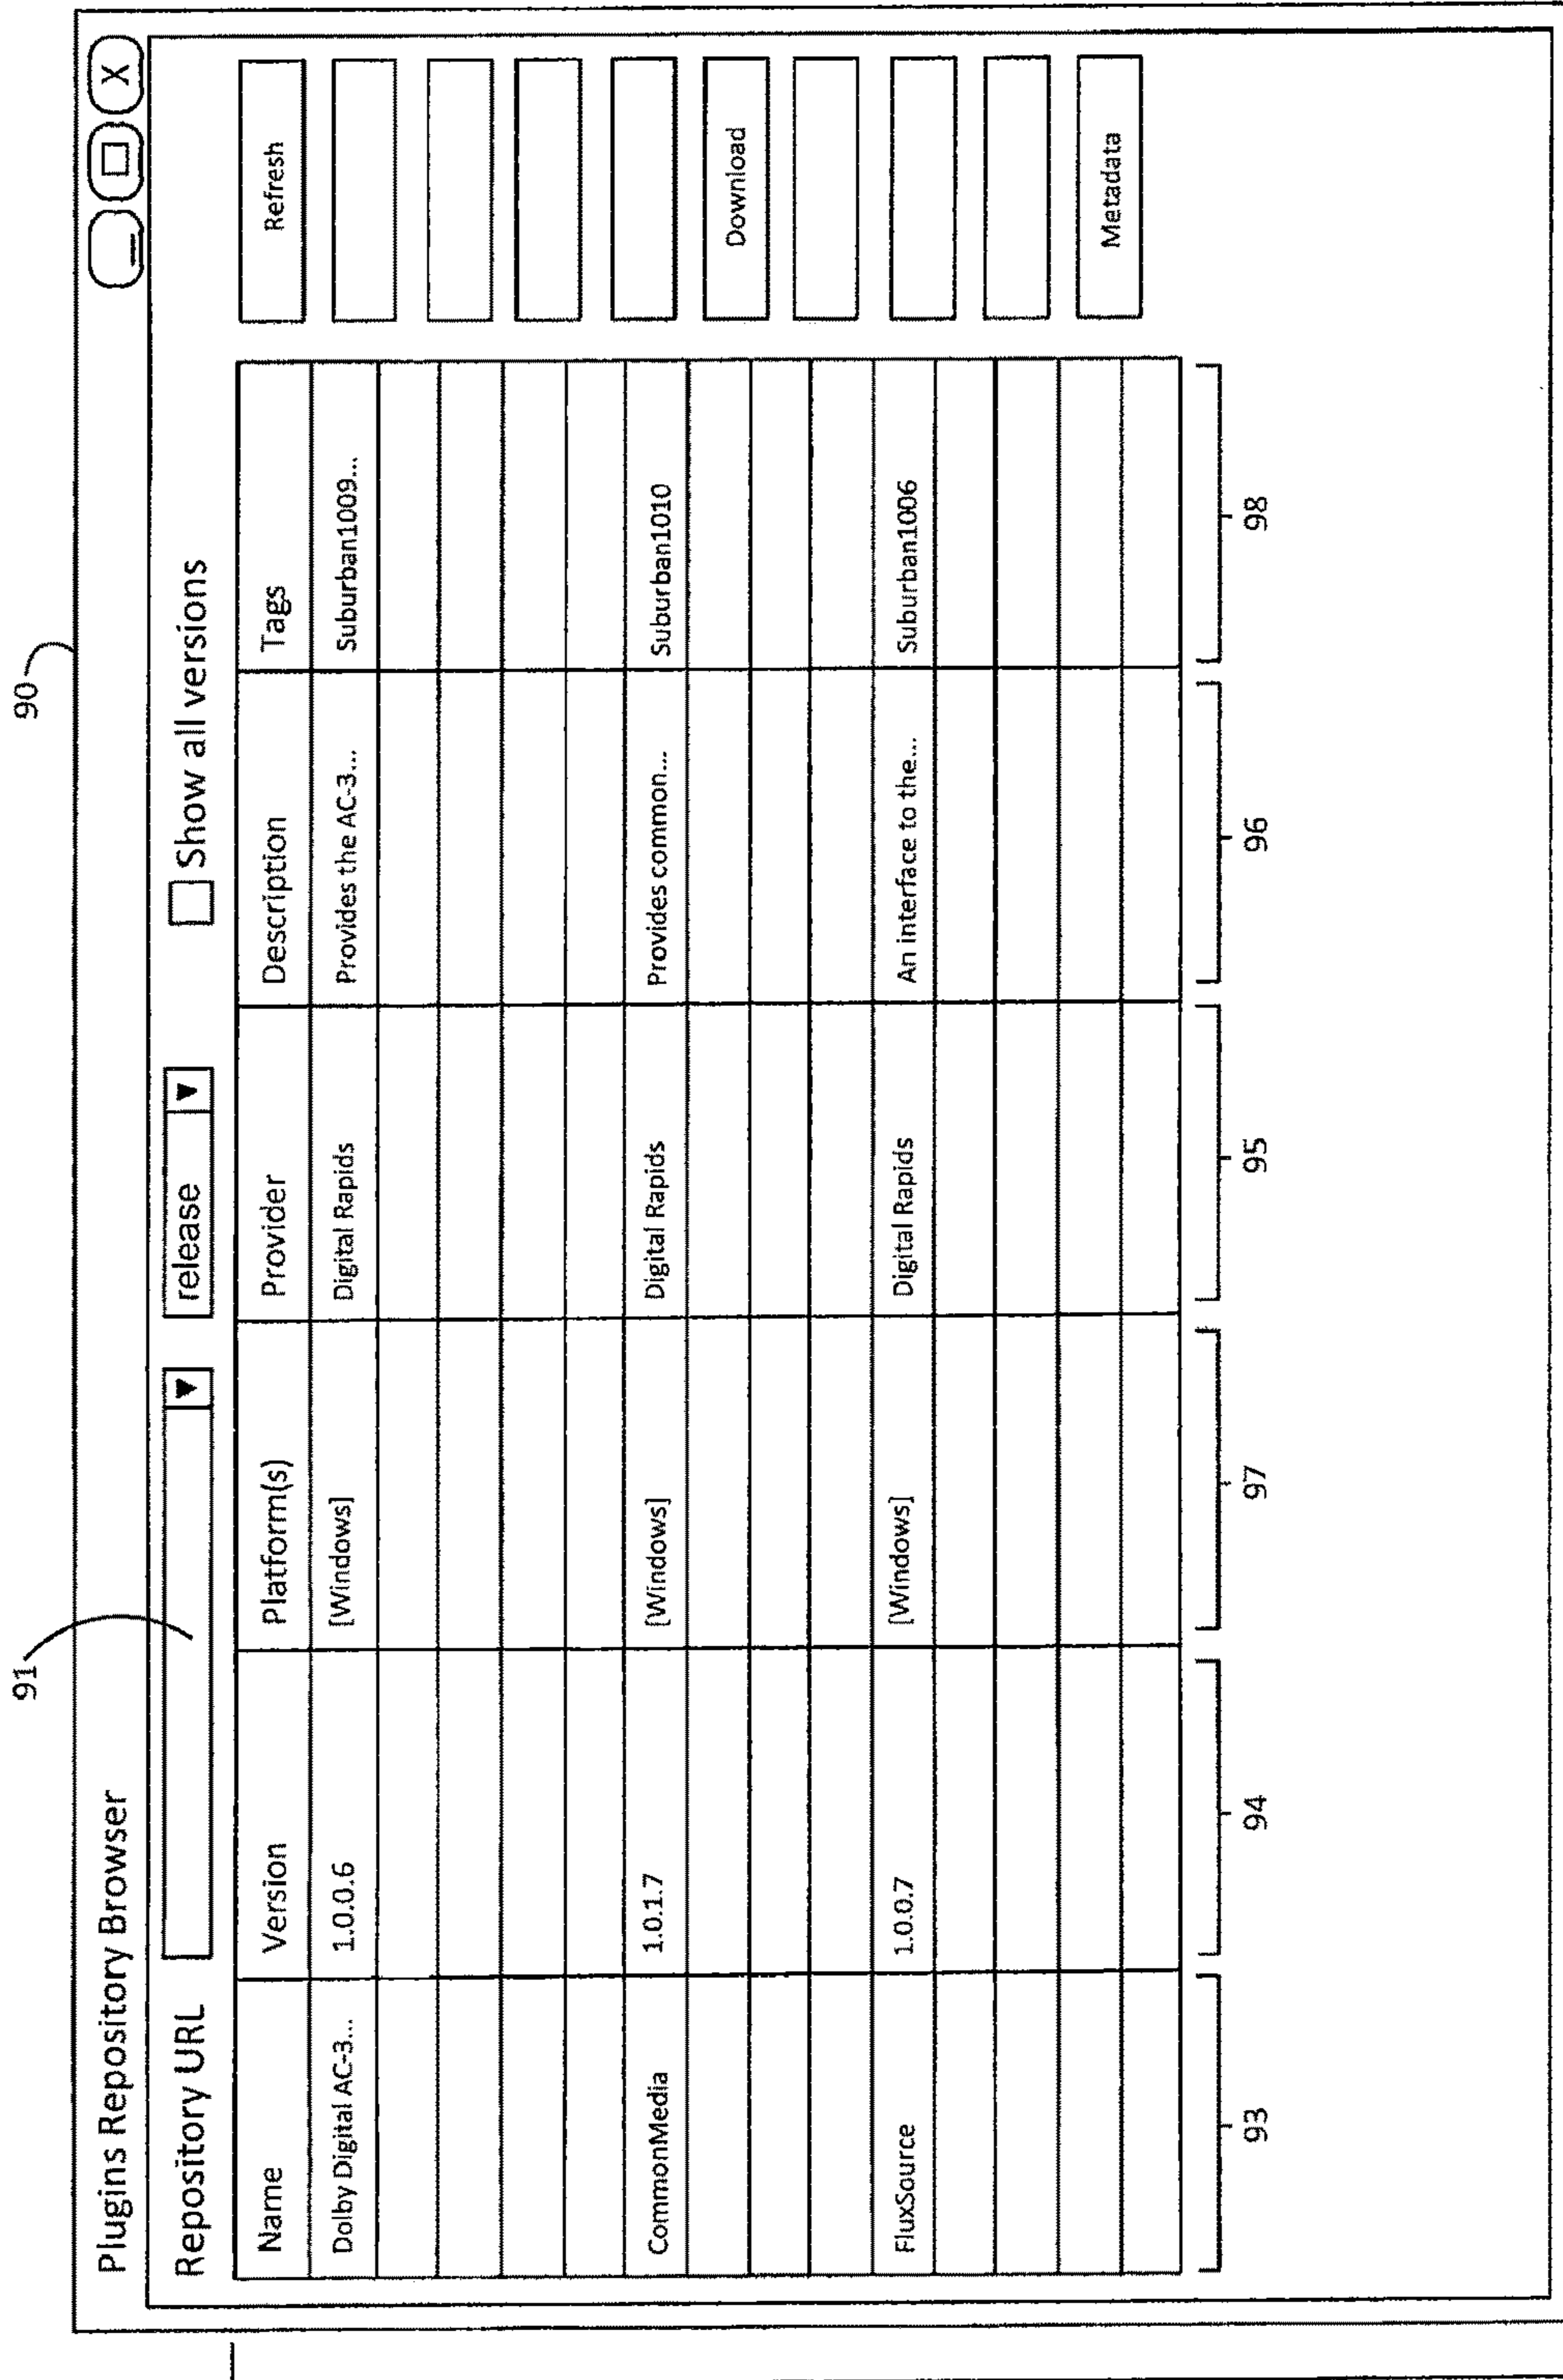 90
91
Plugins Repository Browser
_ □ X
Repository URL ▼ release ▼ Show all versions
Name Version Platform(s) Provider Description Tags
Dolby Digital AC-3... 1.0.0.6 [Windows] Digital Rapids Provides the AC-3... Suburban1009...
CommonMedia 1.0.1.7 [Windows] Digital Rapids Provides common... Suburban1010
FluxSource 1.0.0.7 [Windows] Digital Rapids An interface to the... Suburban1006
Refresh
Download
Metadata
93 94 97 95 96 98